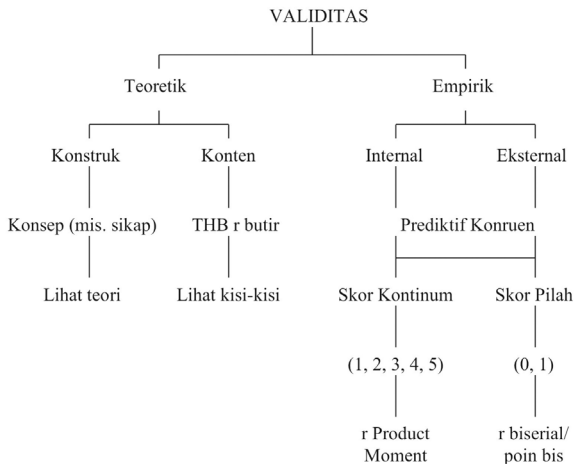 VALIDITAS
Teoretik Empirik
Konstruk Konten Internal Eksternal
Konsep (mis. sikap) THB r butir Prediktif Konruen
Lihat teori Lihat kisi-kisi Skor Kontinum Skor Pilah
(1, 2, 3, 4, 5) (0, 1)
r Product r biserial/
Moment poin bis